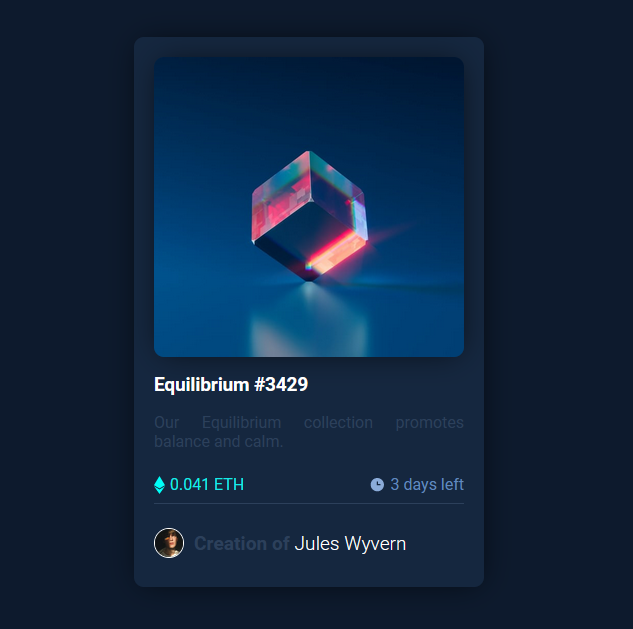 Equilibrium #3429
Our Equilibrium collection promotes
balance and calm.
0.041 ETH
3 days left
Creation of Jules Wyvern